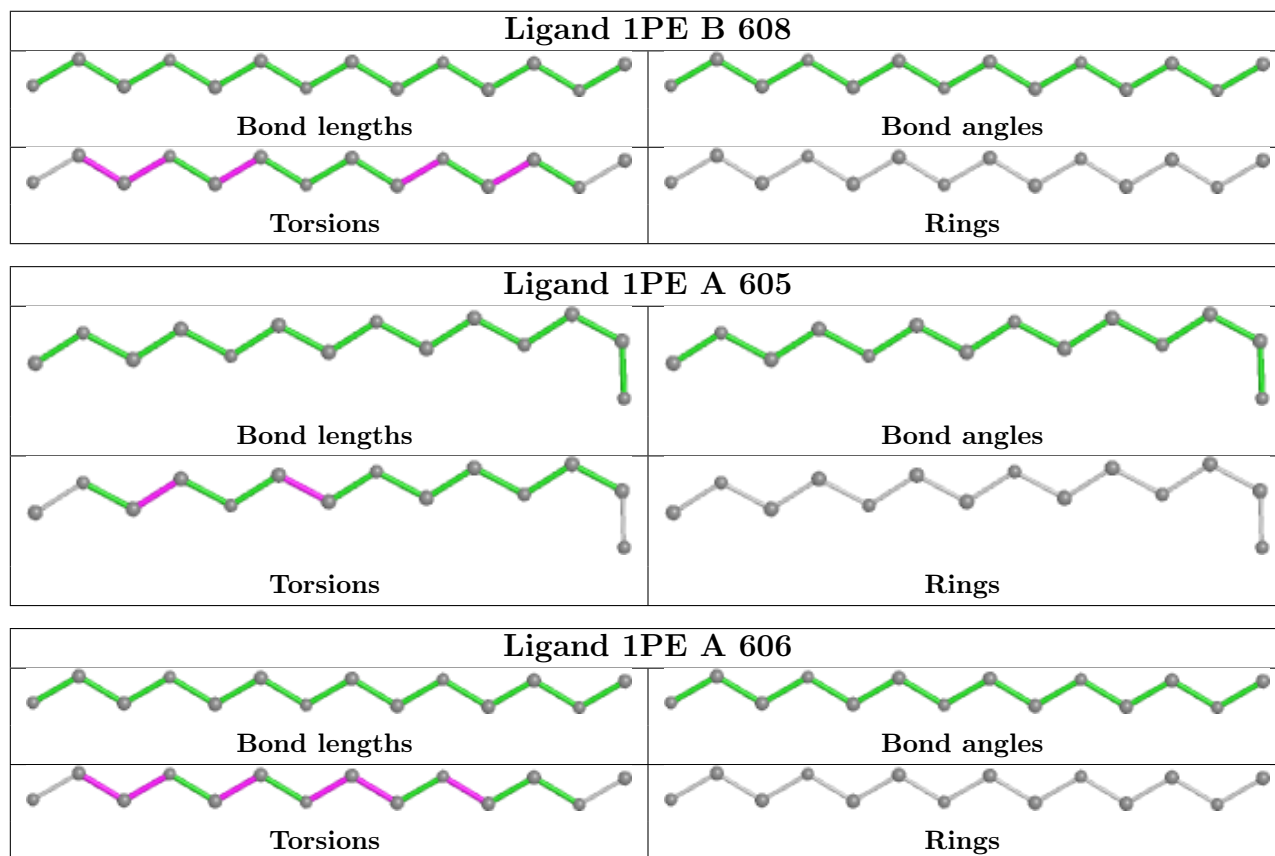 Ligand 1PE B 608
Bond lengths Bond angles
Torsions Rings
Ligand 1PE A 605
Bond lengths Bond angles
Torsions Rings
Ligand 1PE A 606
Bond lengths Bond angles
Torsions Rings